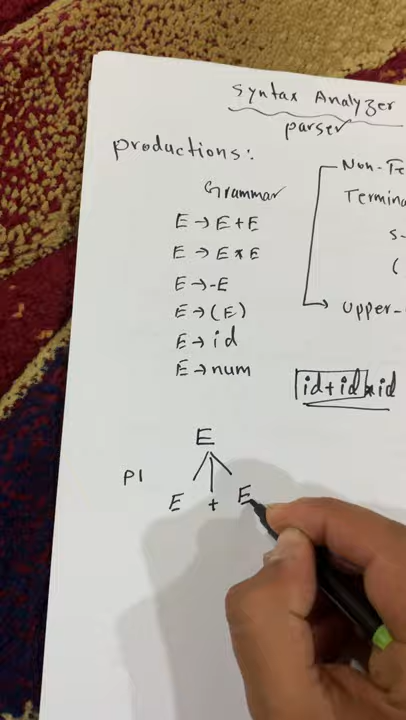 Syntax Analyzer
parser
productions:
Grammar
E → E + E
E → E * E
E → -E
E → (E)
E → id
E → num
Non-Te
Termina
s-
(
Upper-
id + id * id
E
P1
E + E